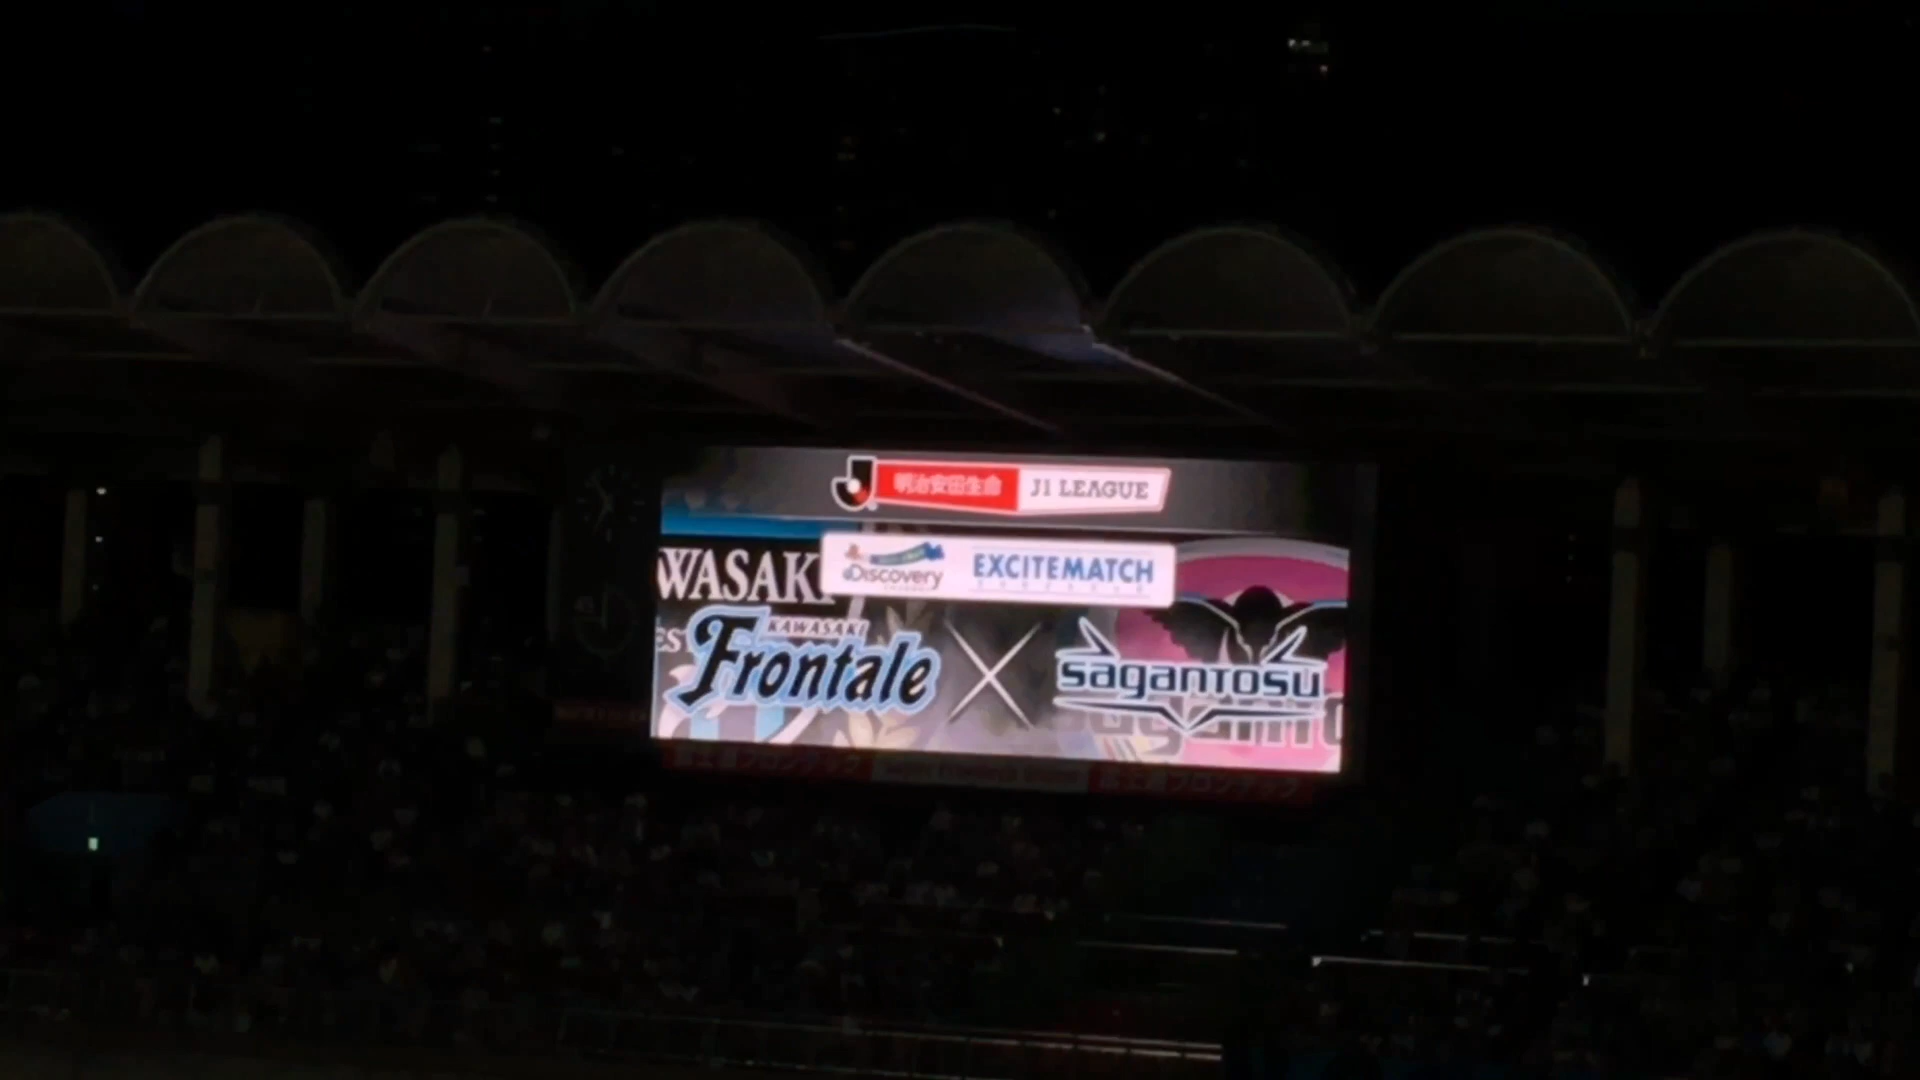 明治安田生命 J1 LEAGUE
Discovery EXCITEMATCH
WASAKI
KAWASAKI
Frontale
saganTosu